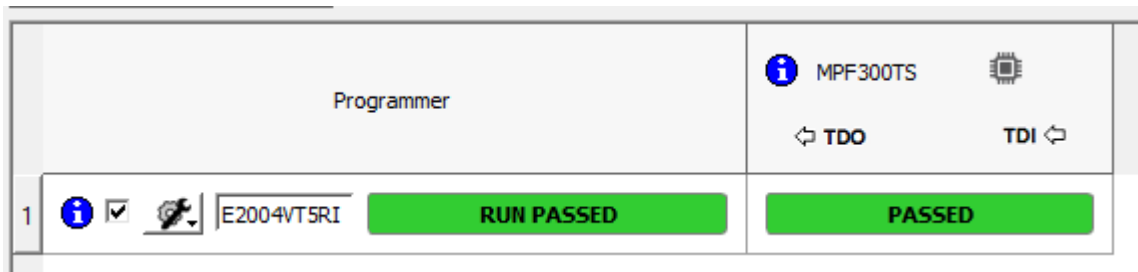 Programmer
MPF300TS
TDO TDI
1 E2004VT5RI RUN PASSED PASSED